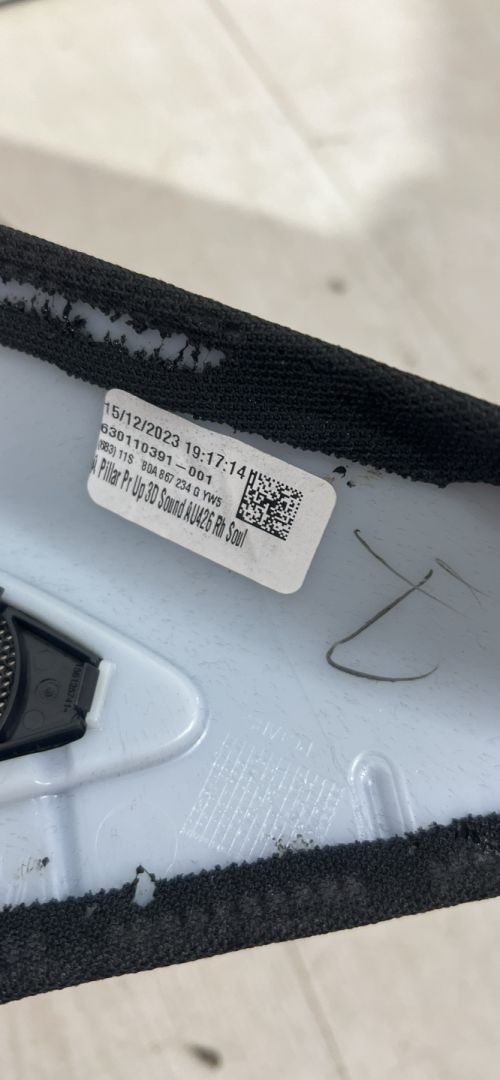 15/12/2023 19:17:14
630110391-001
(683) 11S 80A 867 234 G YW5
Pillar Pr Up 3D Sound AU426 Rh Soul